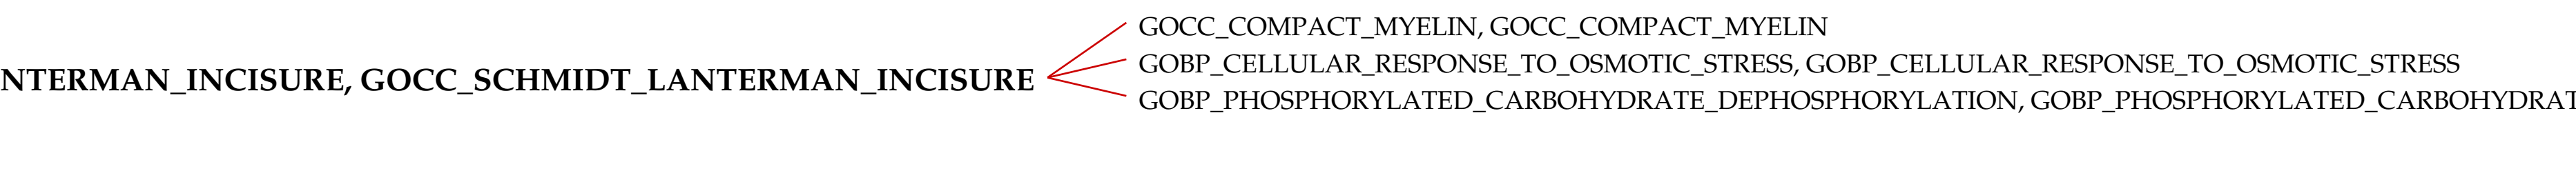 GOCC_COMPACT_MYELIN, GOCC_COMPACT_MYELIN
GOBP_CELLULAR_RESPONSE_TO_OSMOTIC_STRESS, GOBP_CELLULAR_RESPONSE_TO_OSMOTIC_STRESS
NTERMAN_INCISURE, GOCC_SCHMIDT_LANTERMAN_INCISURE
GOBP_PHOSPHORYLATED_CARBOHYDRATE_DEPHOSPHORYLATION, GOBP_PHOSPHORYLATED_CARBOHYDRAT